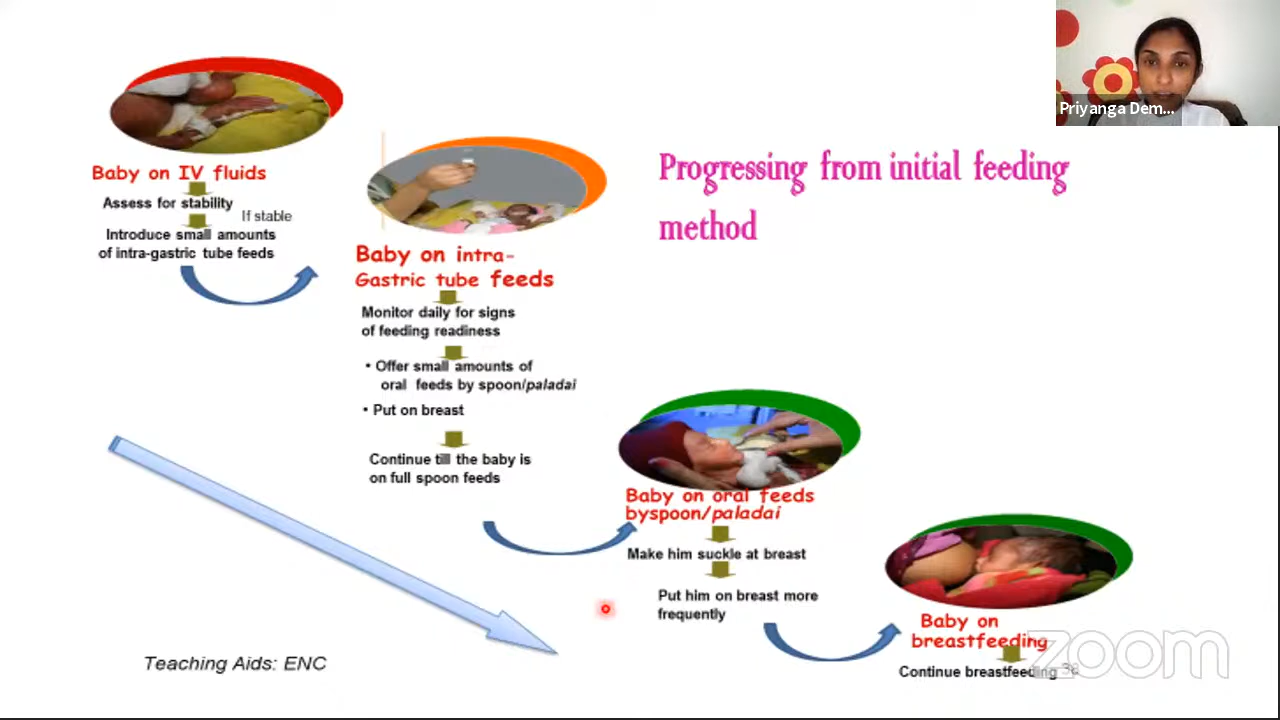 Priyanga Dem...
Progressing from initial feeding
method
Baby on IV fluids
Assess for stability
If stable
Introduce small amounts
of intra-gastric tube feeds
Baby on intra-
Gastric tube feeds
Monitor daily for signs
of feeding readiness
• Offer small amounts of
oral feeds by spoon/paladai
• Put on breast
Continue till the baby is
on full spoon feeds
Baby on oral feeds
byspoon/paladai
Make him suckle at breast
Put him on breast more
frequently
Baby on
breastfeeding
Continue breastfeeding
Teaching Aids: ENC
zoom